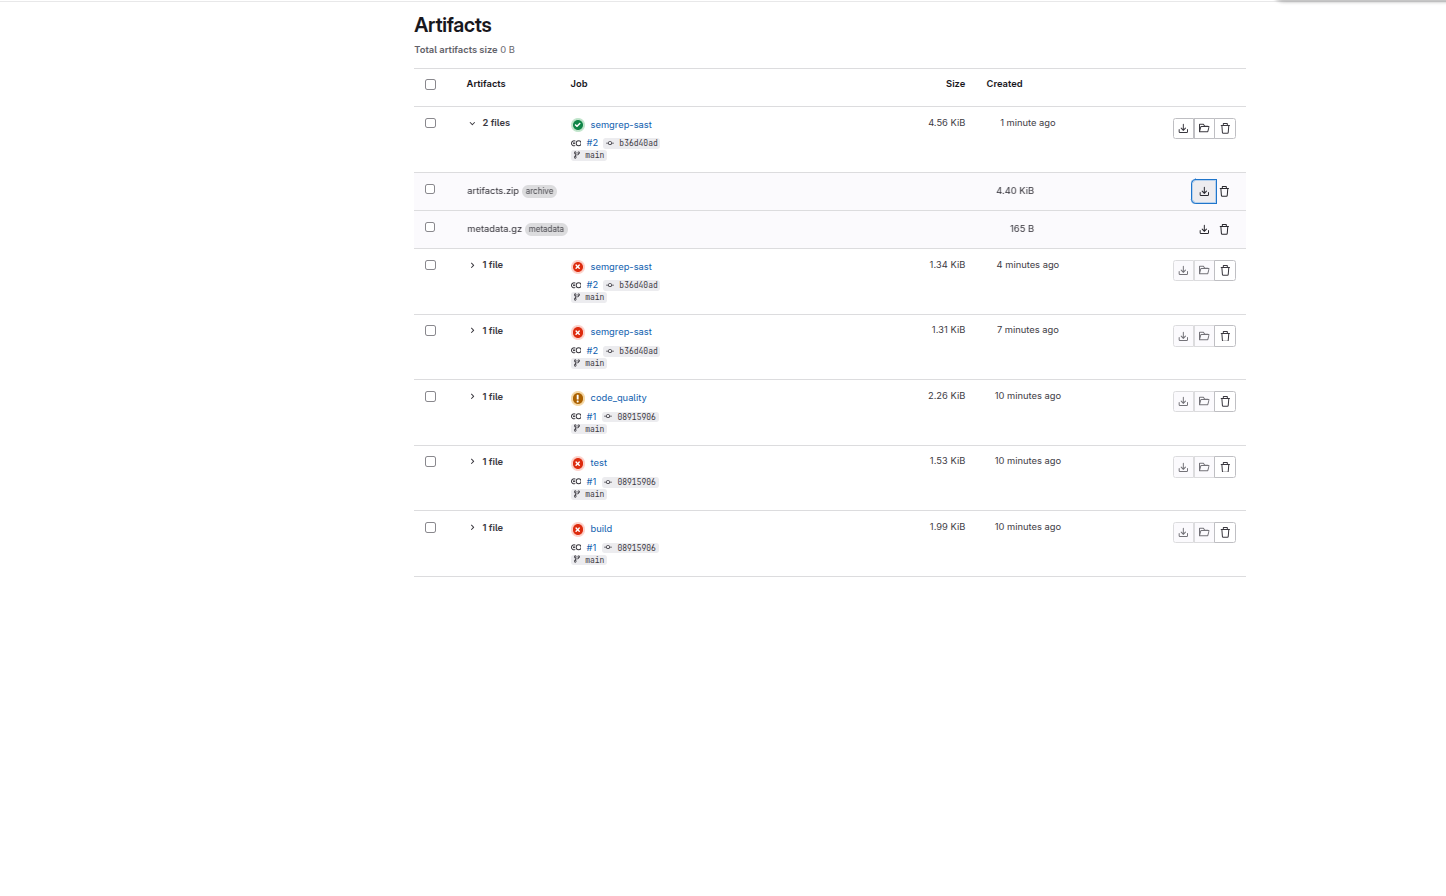 Artifacts
Total artifacts size 0 B
Artifacts Job Size Created
2 files semgrep-sast 4.56 KiB 1 minute ago
#2 b36d40ad
main
artifacts.zip archive 4.40 KiB
metadata.gz metadata 165 B
1 file semgrep-sast 1.34 KiB 4 minutes ago
#2 b36d40ad
main
1 file semgrep-sast 1.31 KiB 7 minutes ago
#2 b36d40ad
main
1 file code_quality 2.26 KiB 10 minutes ago
#1 08915906
main
1 file test 1.53 KiB 10 minutes ago
#1 08915906
main
1 file build 1.99 KiB 10 minutes ago
#1 08915906
main